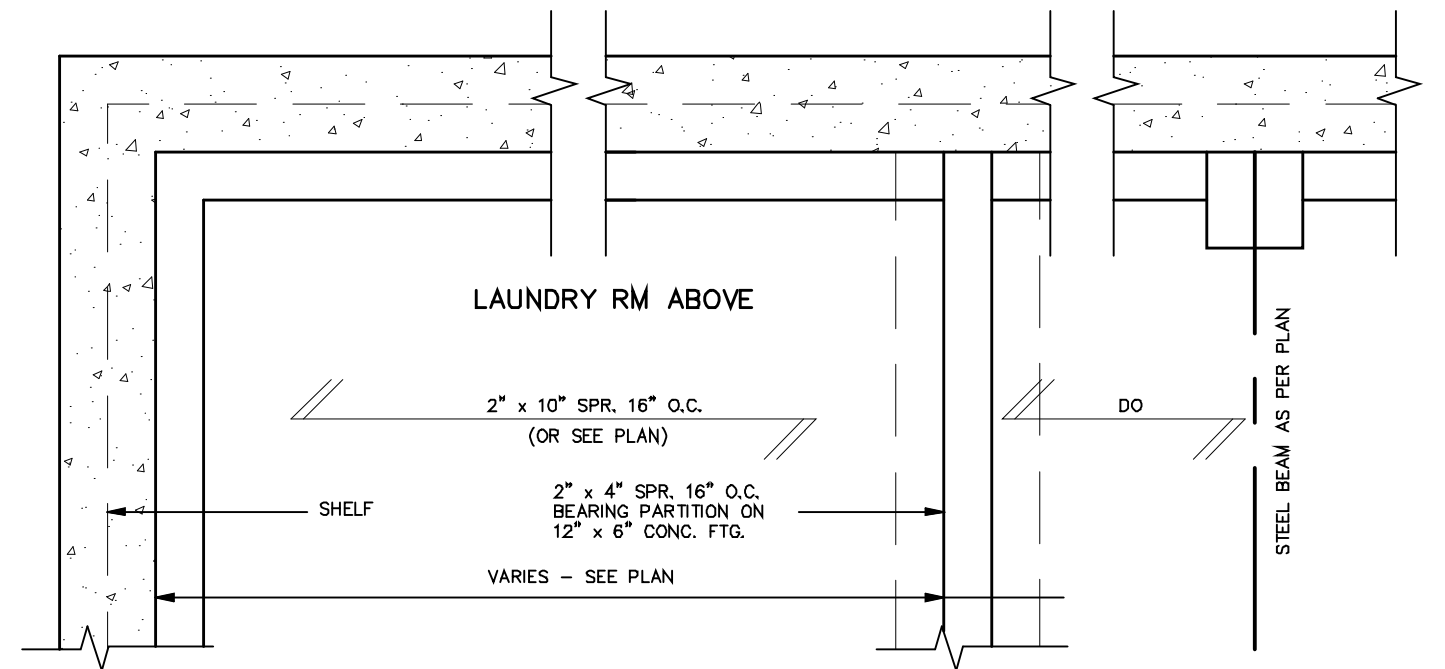 LAUNDRY RM ABOVE
2" x 10" SPR. 16" O.C.
(OR SEE PLAN)
DO
STEEL BEAM AS PER PLAN
SHELF
2" x 4" SPR. 16" O.C.
BEARING PARTITION ON
12" x 6" CONC. FTG.
VARIES – SEE PLAN